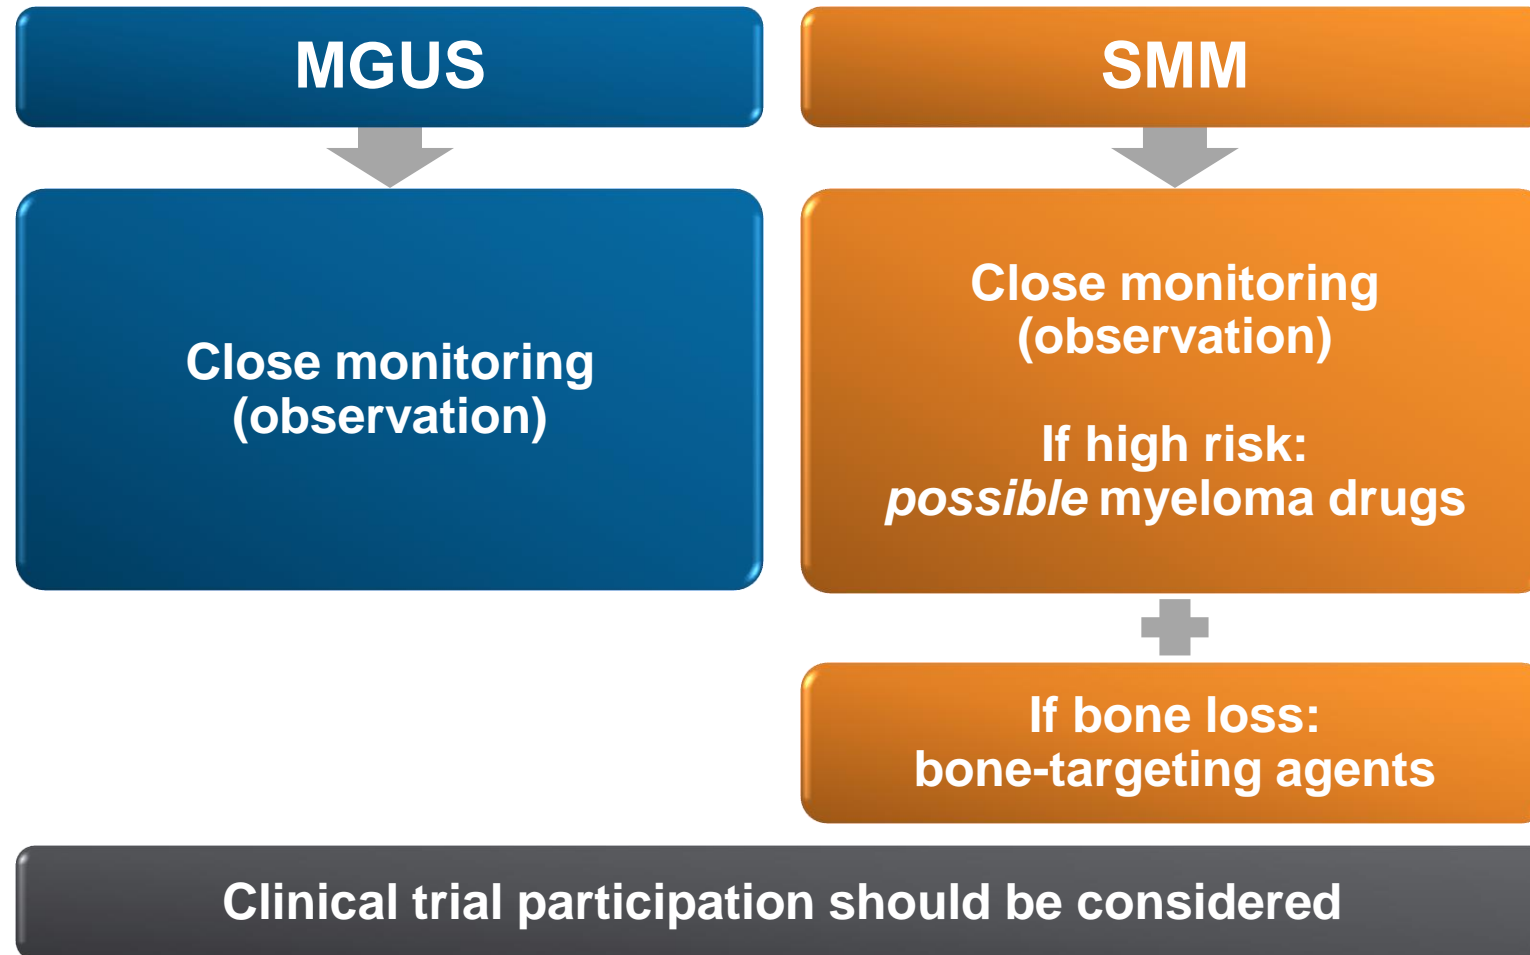 MGUS
Close monitoring
(observation)
SMM
Close monitoring
(observation)
If high risk:
possible myeloma drugs
If bone loss:
bone-targeting agents
Clinical trial participation should be considered